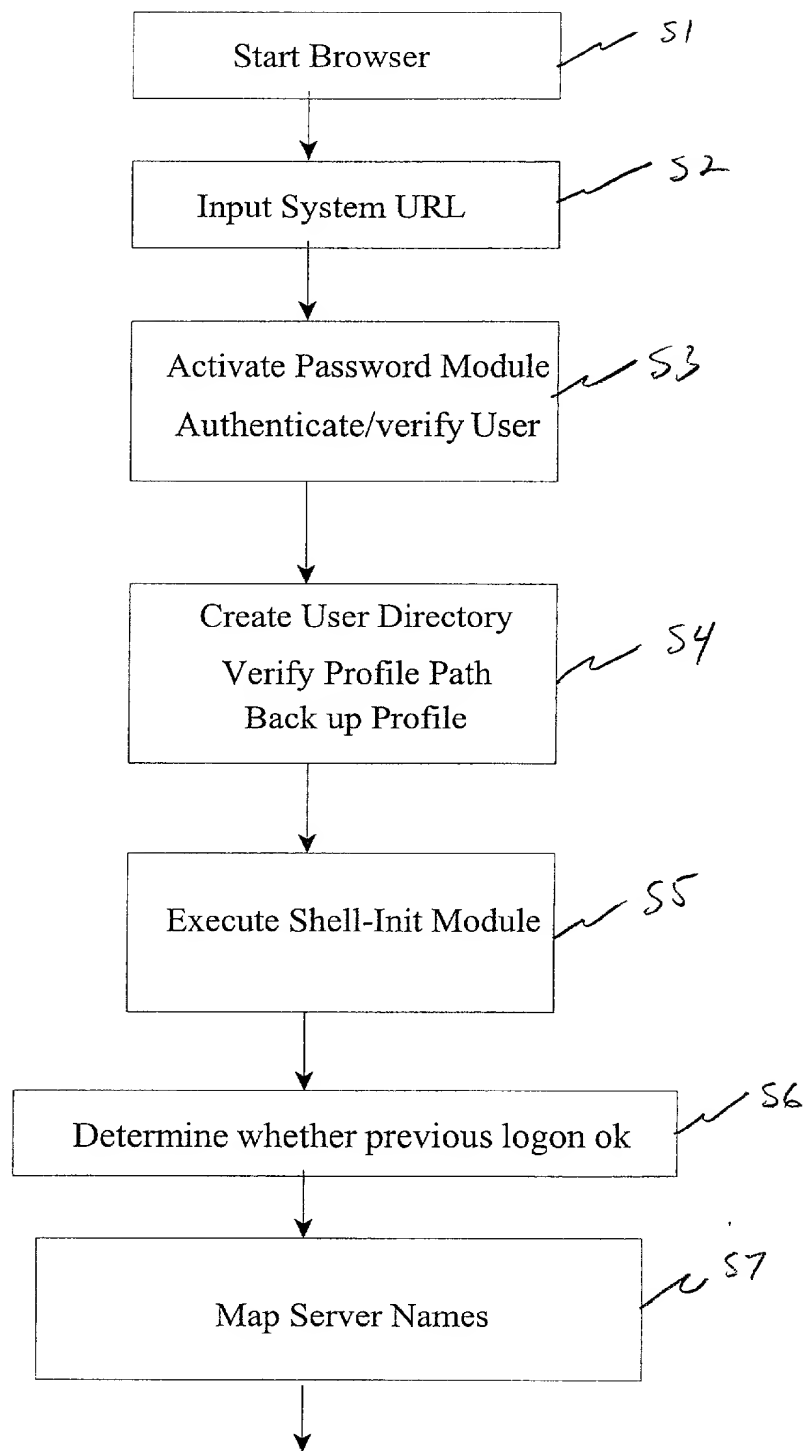 Start Browser
S1
Input System URL
S2
Activate Password Module
Authenticate/verify User
S3
Create User Directory
Verify Profile Path
Back up Profile
S4
Execute Shell-Init Module
S5
Determine whether previous logon ok
S6
Map Server Names
S7